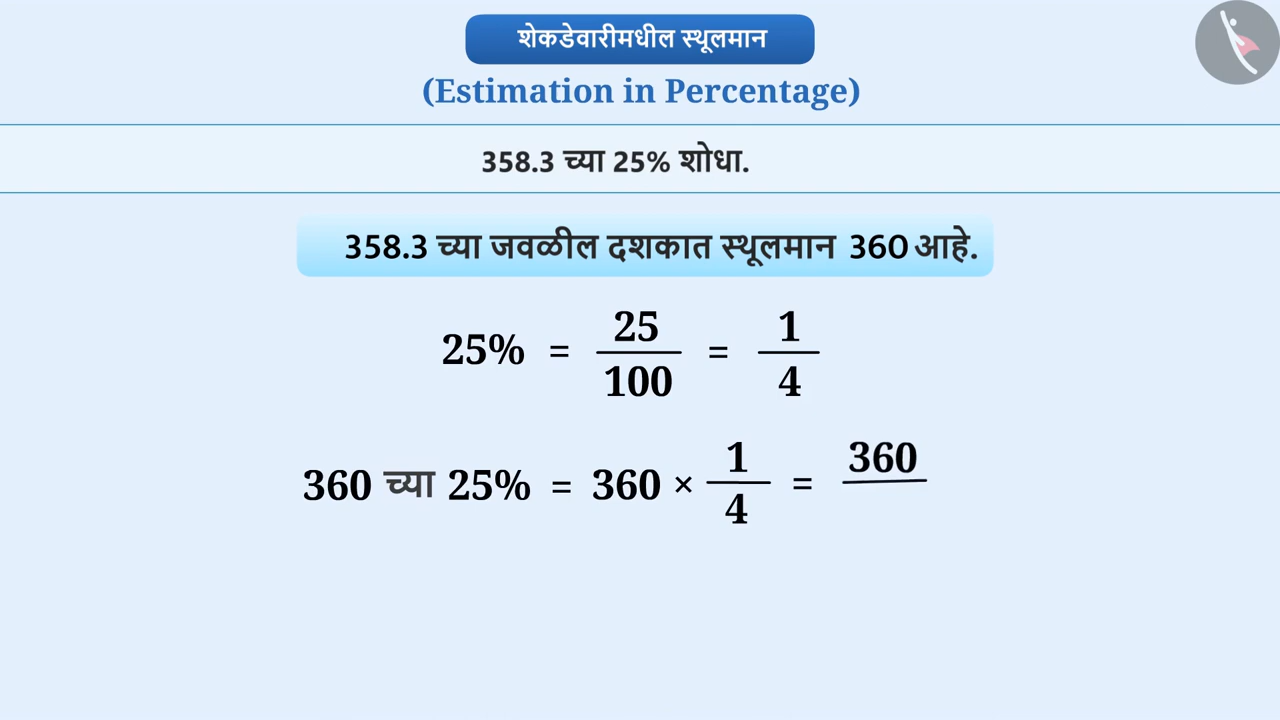 शेकडेवारीमधील स्थूलमान
(Estimation in Percentage)
358.3 च्या 25% शोधा.
358.3 च्या जवळील दशकात स्थूलमान 360 आहे.
25% = 25/100 = 1/4
360 च्या 25% = 360 × 1/4 = 360